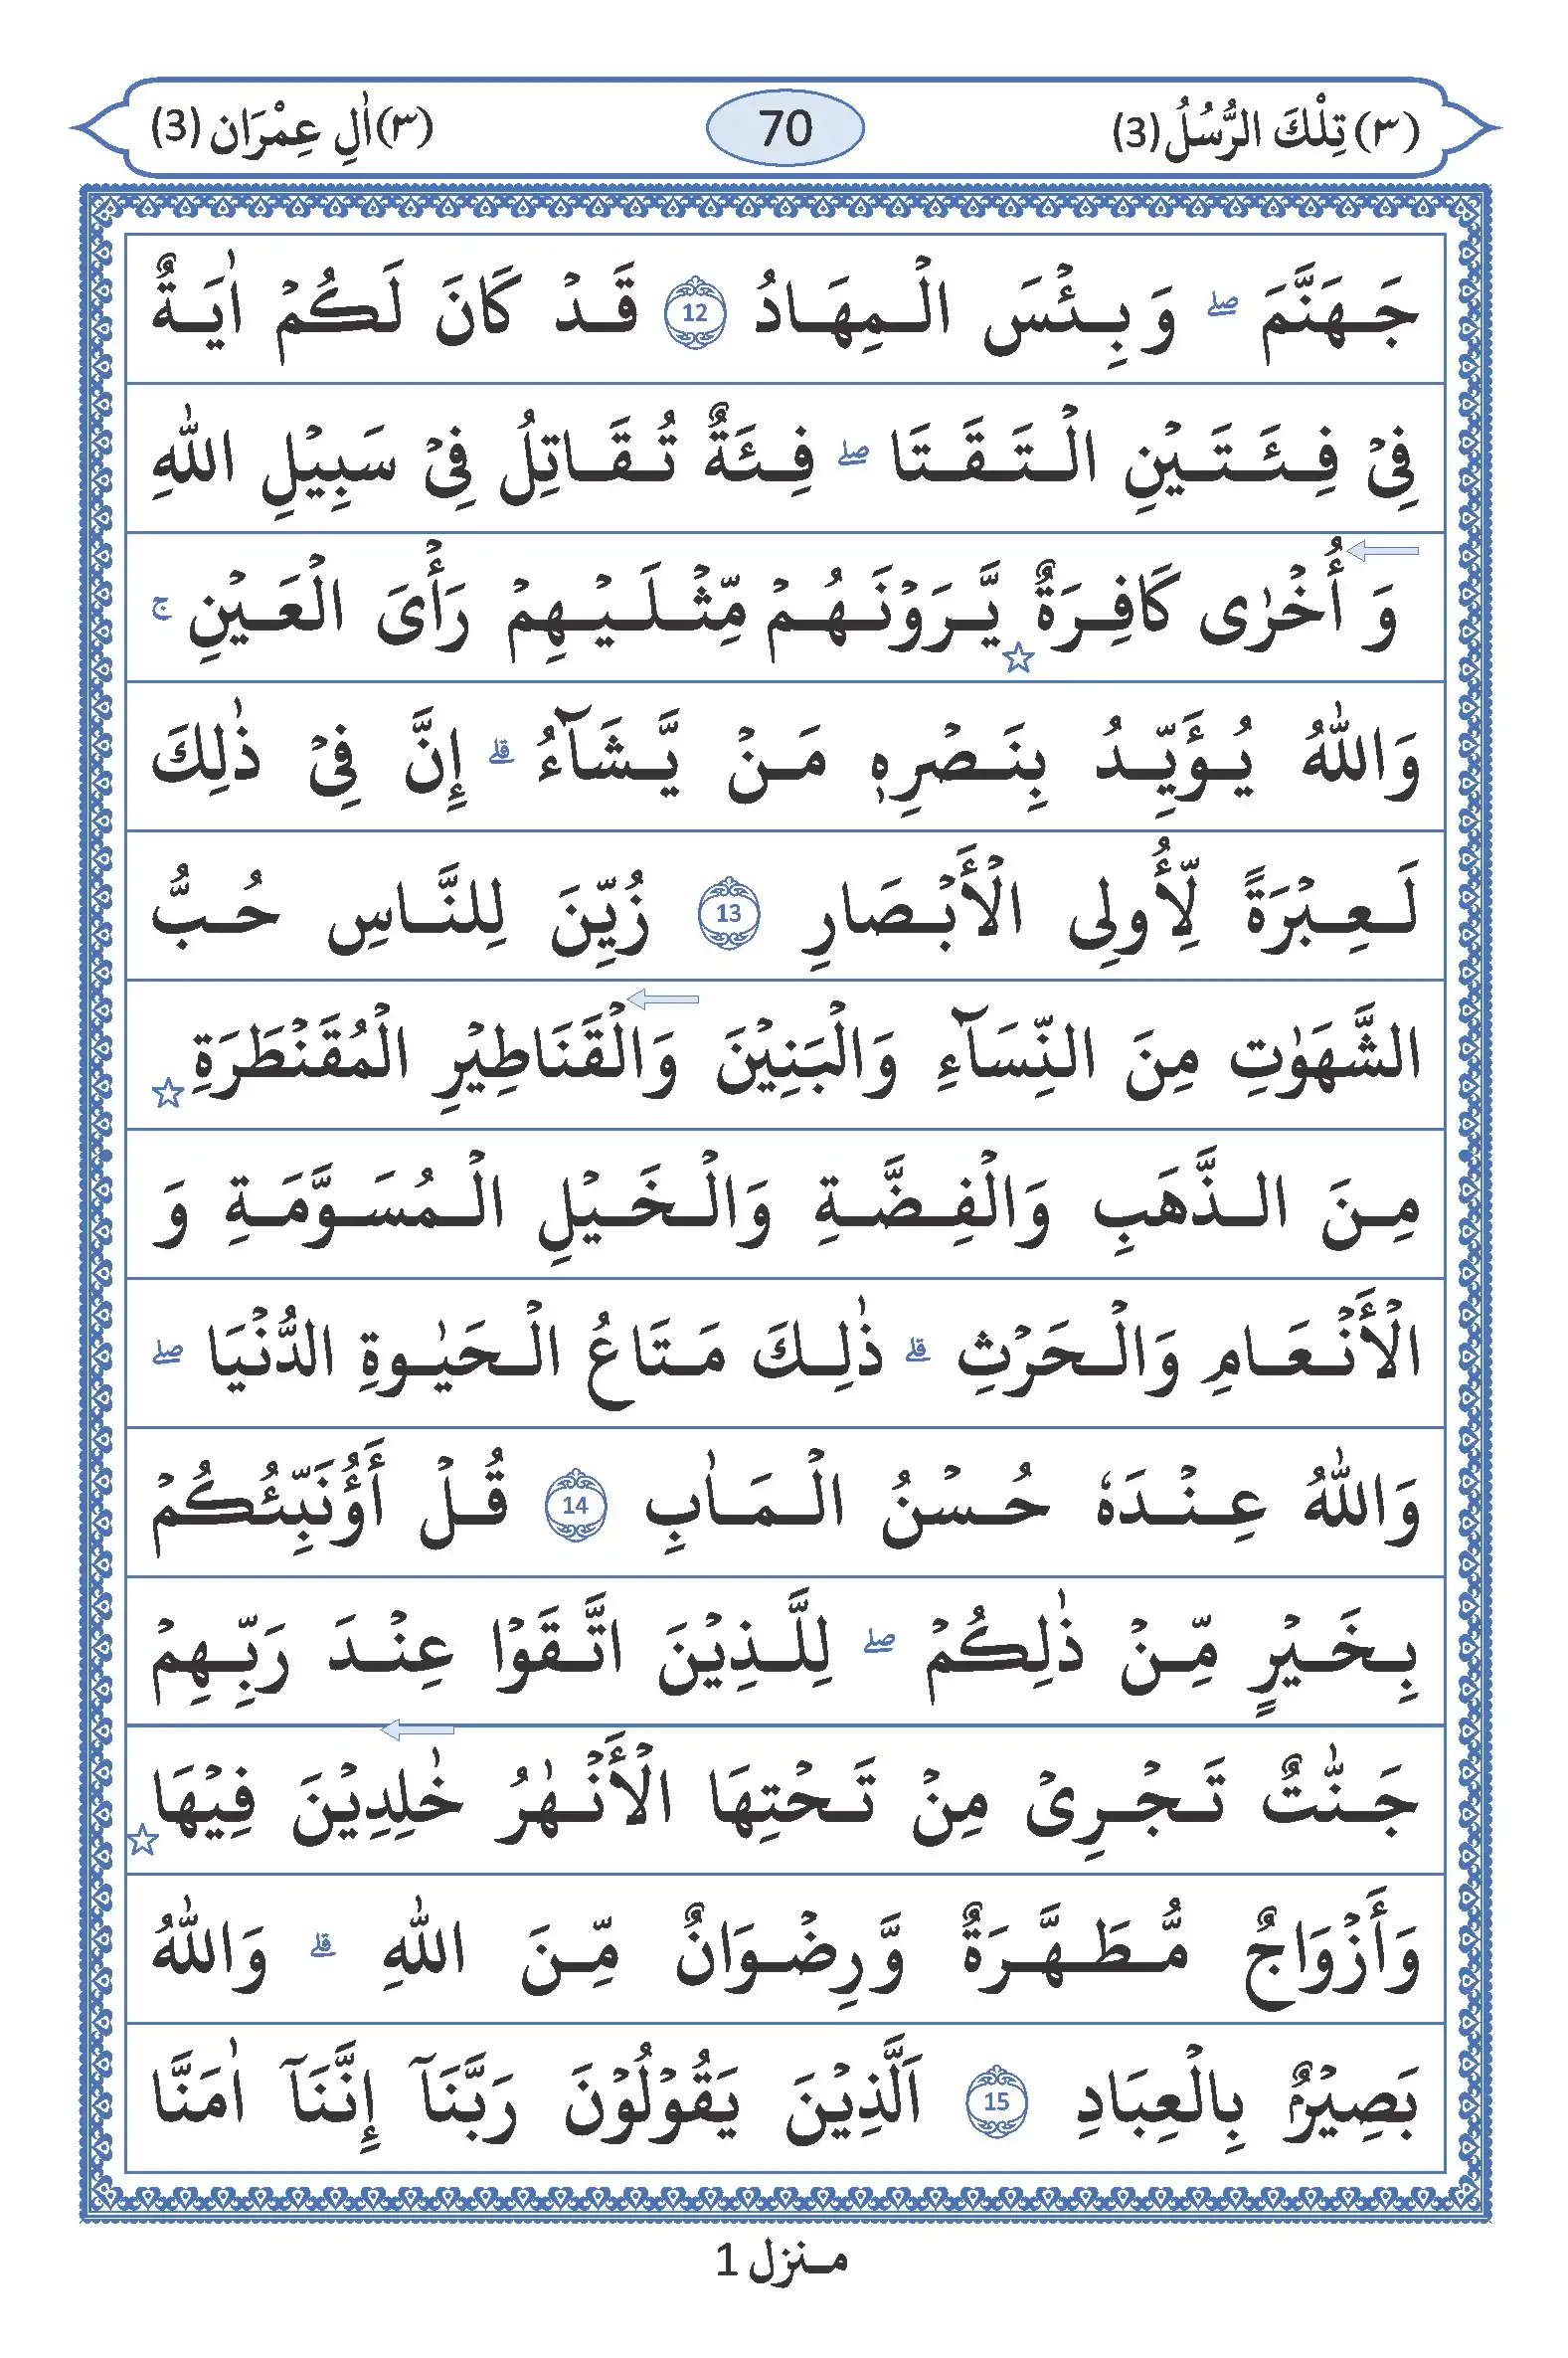 (٣) تِلْكَ الرُّسُلُ (3) 70 (٣) اٰلِ عِمْرَان (3)
جَهَنَّمَ ۖ وَ بِئْسَ الْمِهَادُ 12 قَدْ كَانَ لَكُمْ اٰيَةٌ
فِىْ فِئَتَيْنِ الْتَقَتَا ۖ فِئَةٌ تُقَاتِلُ فِىْ سَبِيْلِ اللّٰهِ
وَ أُخْرٰى كَافِرَةٌ ☆ يَّرَوْنَهُمْ مِّثْلَيْهِمْ رَأْىَ الْعَيْنِ ۚ
وَاللّٰهُ يُؤَيِّدُ بِنَصْرِهٖ مَنْ يَّشَآءُ ۗ إِنَّ فِىْ ذٰلِكَ
لَعِبْرَةً لِّأُولِى الْأَبْصَارِ 13 زُيِّنَ لِلنَّاسِ حُبُّ
الشَّهَوٰتِ مِنَ النِّسَآءِ وَالْبَنِيْنَ وَالْقَنَاطِيْرِ الْمُقَنْطَرَةِ ☆
مِنَ الذَّهَبِ وَالْفِضَّةِ وَالْخَيْلِ الْمُسَوَّمَةِ وَ
الْأَنْعَامِ وَالْحَرْثِ ۗ ذٰلِكَ مَتَاعُ الْحَيٰوةِ الدُّنْيَا ۖ
وَاللّٰهُ عِنْدَهٗ حُسْنُ الْمَاٰبِ 14 قُلْ أَؤُنَبِّئُكُمْ
بِخَيْرٍ مِّنْ ذٰلِكُمْ ۖ لِلَّذِيْنَ اتَّقَوْا عِنْدَ رَبِّهِمْ
جَنّٰتٌ تَجْرِىْ مِنْ تَحْتِهَا الْأَنْهٰرُ خٰلِدِيْنَ فِيْهَا ☆
وَأَزْوَاجٌ مُّطَهَّرَةٌ وَّرِضْوَانٌ مِّنَ اللّٰهِ ۗ وَاللّٰهُ
بَصِيْرٌۢ بِالْعِبَادِ 15 اَلَّذِيْنَ يَقُوْلُوْنَ رَبَّنَآ إِنَّنَآ اٰمَنَّا
منزل 1